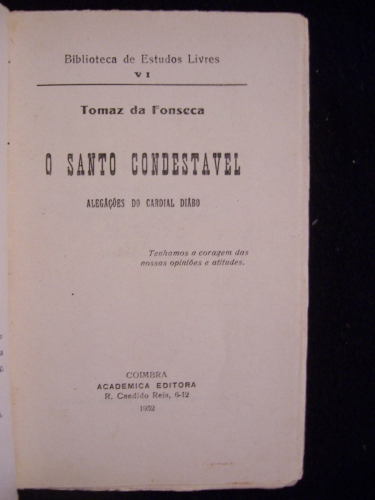 Biblioteca de Estudos Livres
VI
Tomaz da Fonseca
O SANTO CONDESTAVEL
ALEGAÇÕES DO CARDIAL DIABO
Tenhamos a coragem das
nossas opiniões e atitudes.
COIMBRA
ACADEMICA EDITORA
R. Candido Reis, 6-12
1932